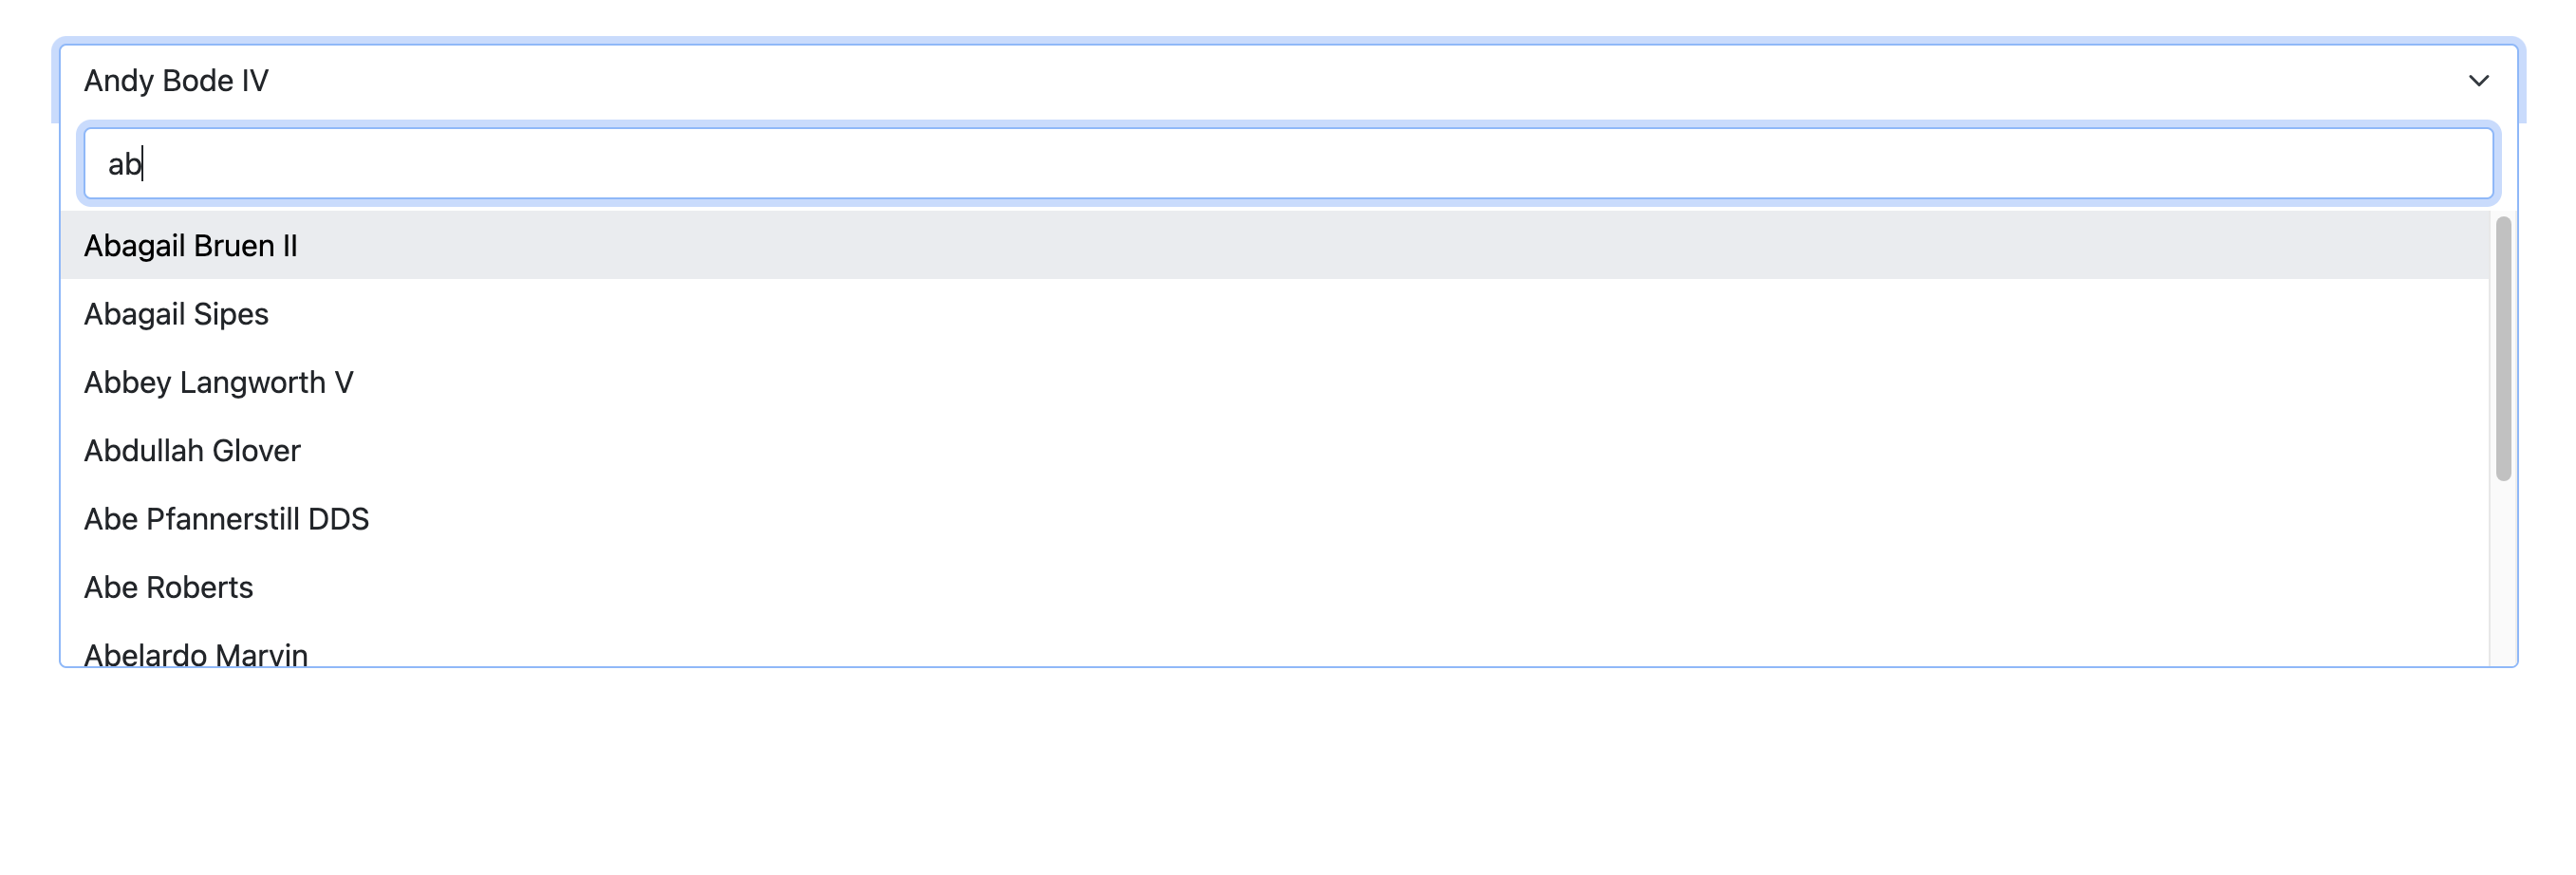 Andy Bode IV
ab
Abagail Bruen II
Abagail Sipes
Abbey Langworth V
Abdullah Glover
Abe Pfannerstill DDS
Abe Roberts
Abelardo Marvin